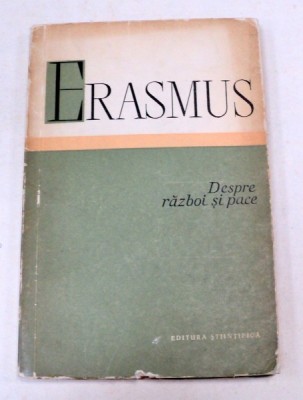 ERASMUS
Despre
război și pace
EDITURA ȘTIINȚIFICĂ